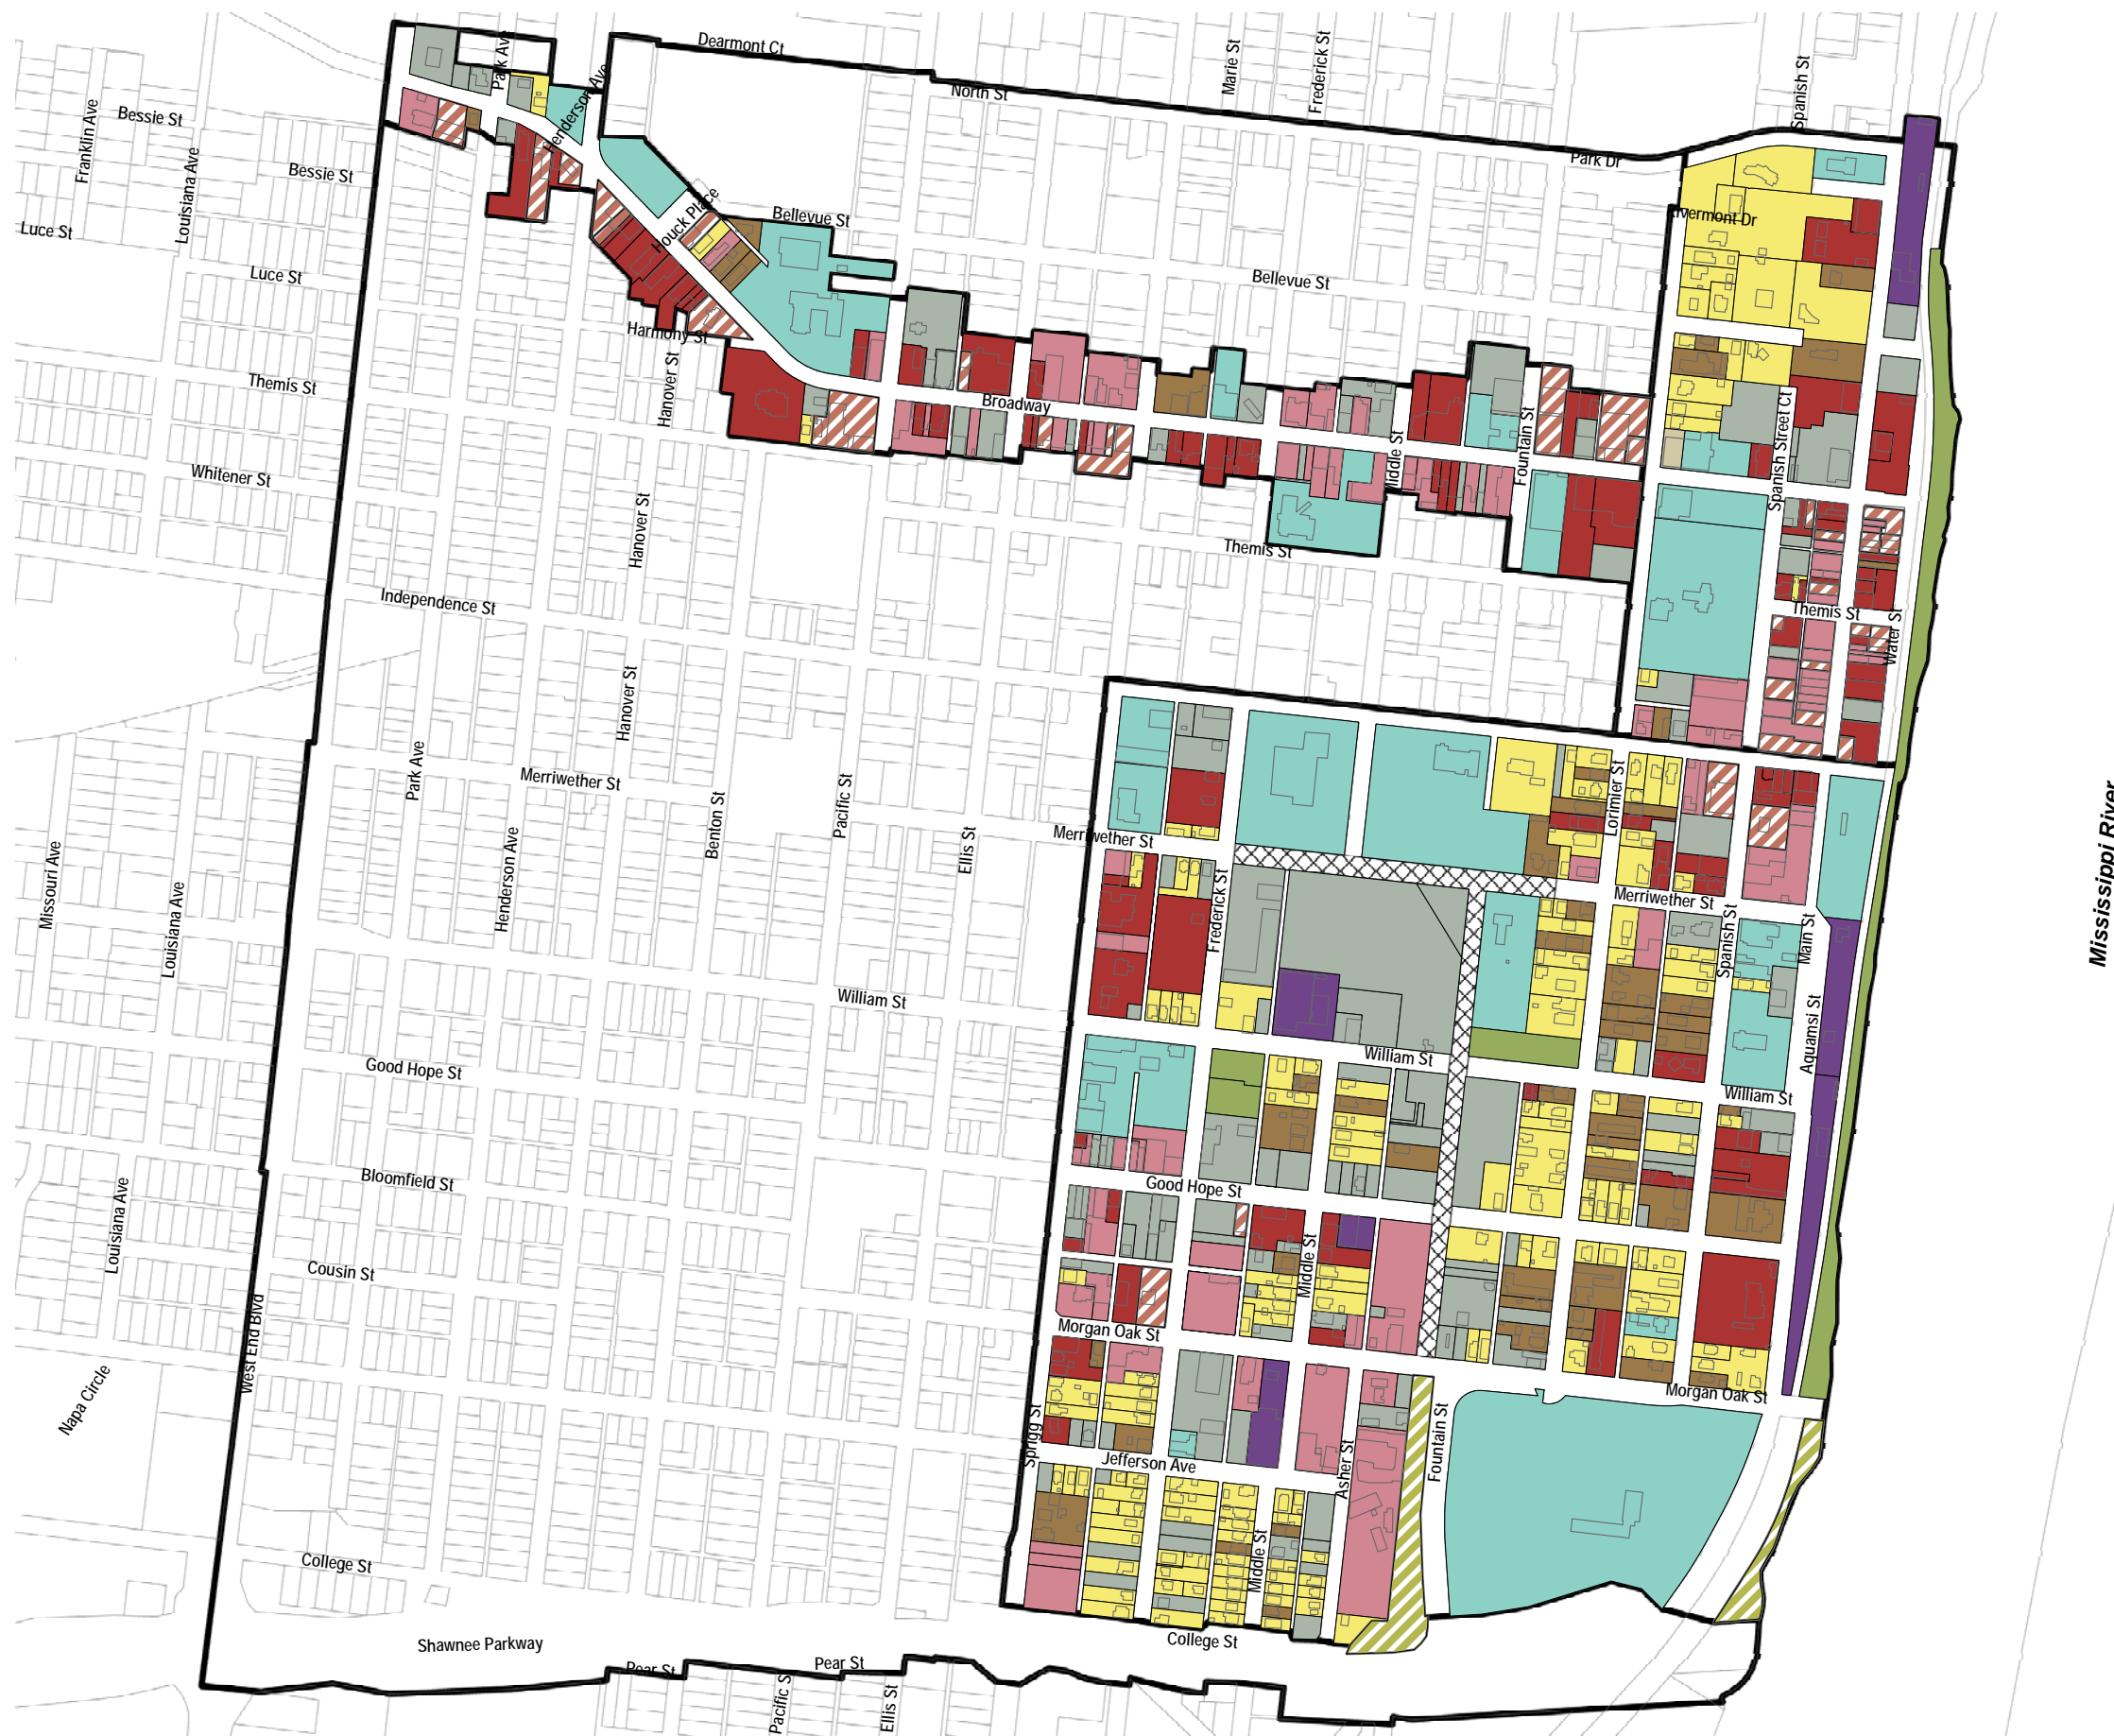 Dearmont Ct
North St
Marie St
Frederick St
Spanish St
Park Ave
Henderson Ave
Franklin Ave
Bessie St
Louisiana Ave
Bessie St
Park Dr
Houck Place
Bellevue St
Rivermont Dr
Luce St
Luce St
Bellevue St
Harmony St
Hanover St
Themis St
Broadway
Middle St
Fountain St
Spanish Street Ct
Whitener St
Hanover St
Themis St
Independence St
Themis St
Water St
Hanover St
Park Ave
Merriwether St
Benton St
Pacific St
Ellis St
Merriwether St
Lorimier St
Mississippi River
Missouri Ave
Louisiana Ave
Henderson Ave
Frederick St
Merriwether St
Spanish St
Main St
William St
Aquamsi St
William St
William St
Good Hope St
Bloomfield St
Good Hope St
Louisiana Ave
Cousin St
Middle St
West End Blvd
Morgan Oak St
Napa Circle
Morgan Oak St
Sprigg St
Jefferson Ave
Asher St
Fountain St
Middle St
College St
College St
Shawnee Parkway
Pear St
Pear St
Pacific S
Ellis St